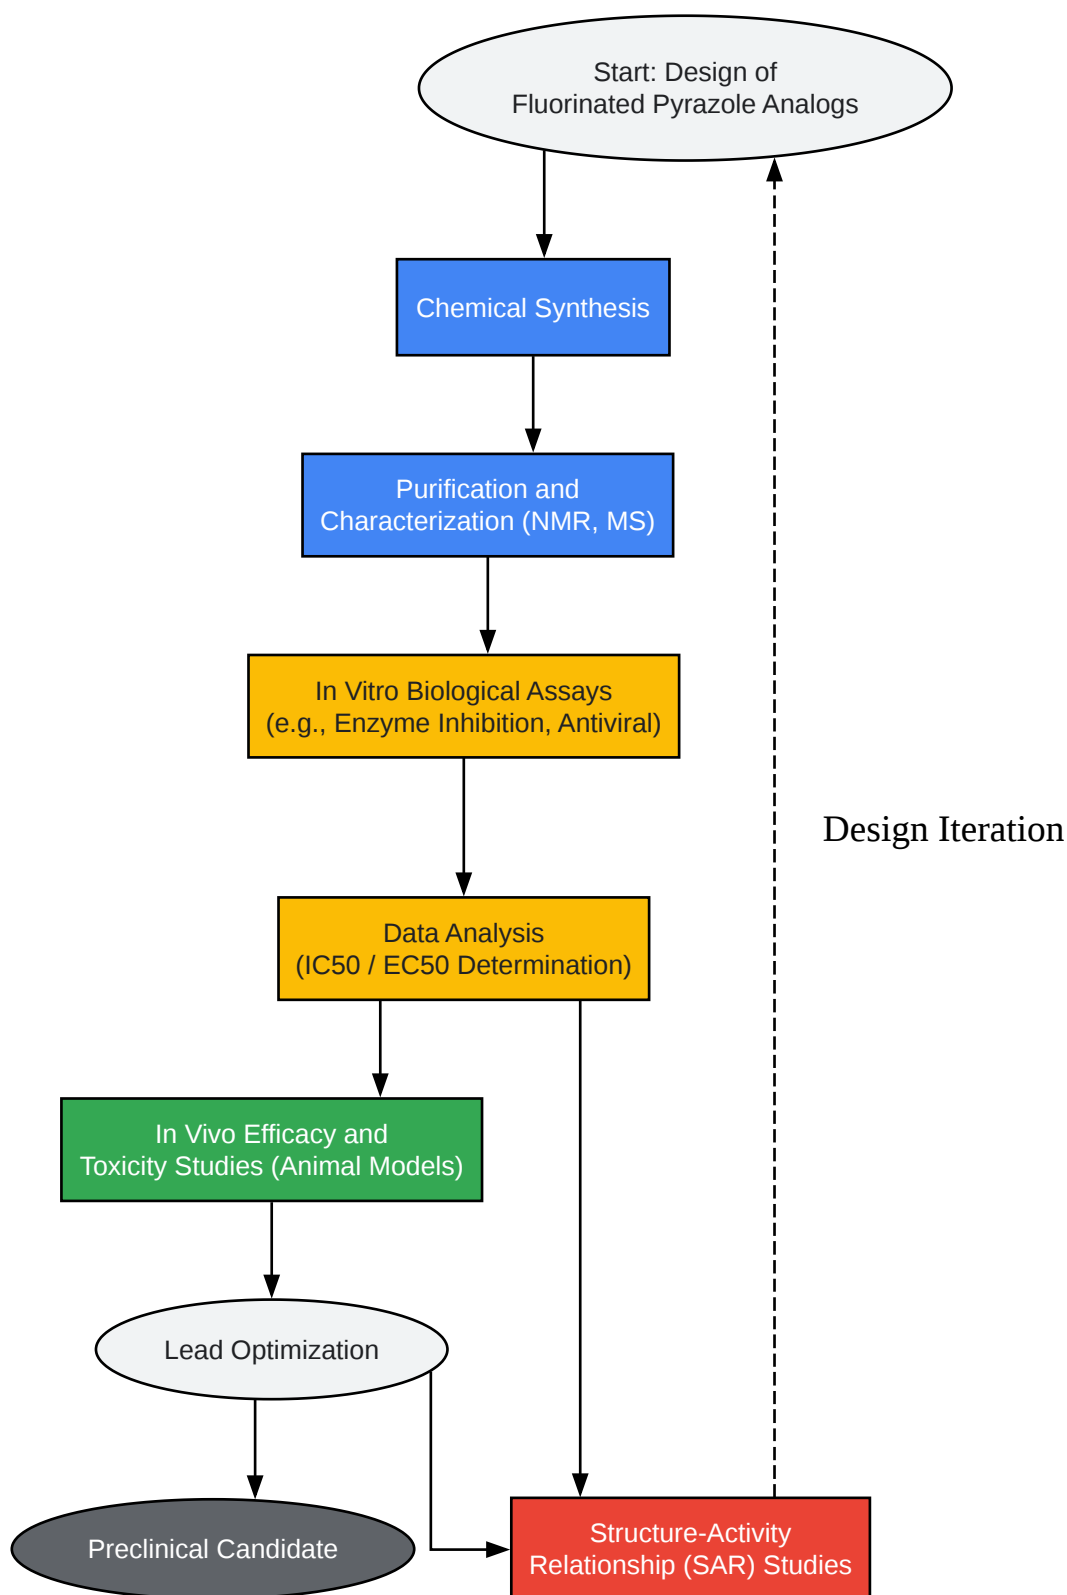 Start: Design of
Fluorinated Pyrazole Analogs
Chemical Synthesis
Purification and
Characterization (NMR, MS)
In Vitro Biological Assays
(e.g., Enzyme Inhibition, Antiviral)
Design Iteration
Data Analysis
(IC50 / EC50 Determination)
In Vivo Efficacy and
Toxicity Studies (Animal Models)
Lead Optimization
Preclinical Candidate
Structure-Activity
Relationship (SAR) Studies